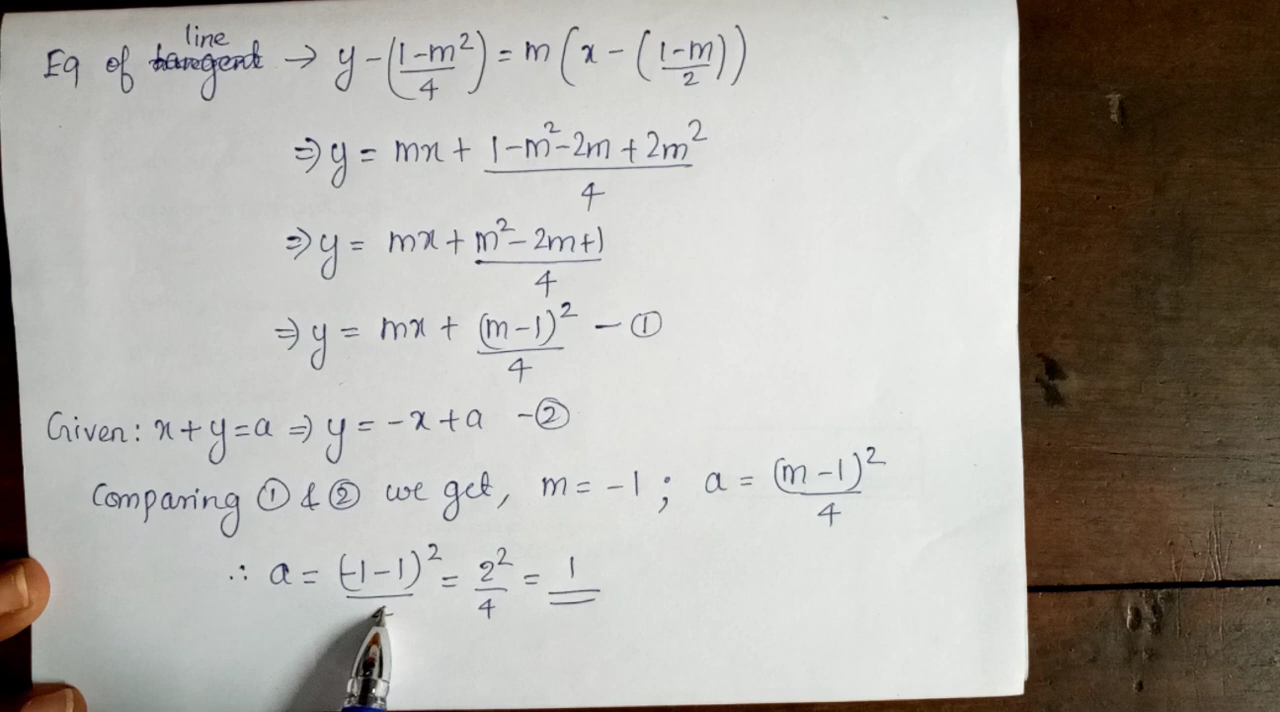 Eq of line → y - ((1-m²)/4) = m(x - ((1-m)/2))
⇒ y = mx + (1-m²-2m+2m²)/4
⇒ y = mx + (m²-2m+1)/4
⇒ y = mx + (m-1)²/4 - ①
Given: x+y=a ⇒ y = -x+a -②
Comparing ① & ② we get, m = -1 ; a = (m-1)²/4
∴ a = (-1-1)²/4 = 2²/4 = 1